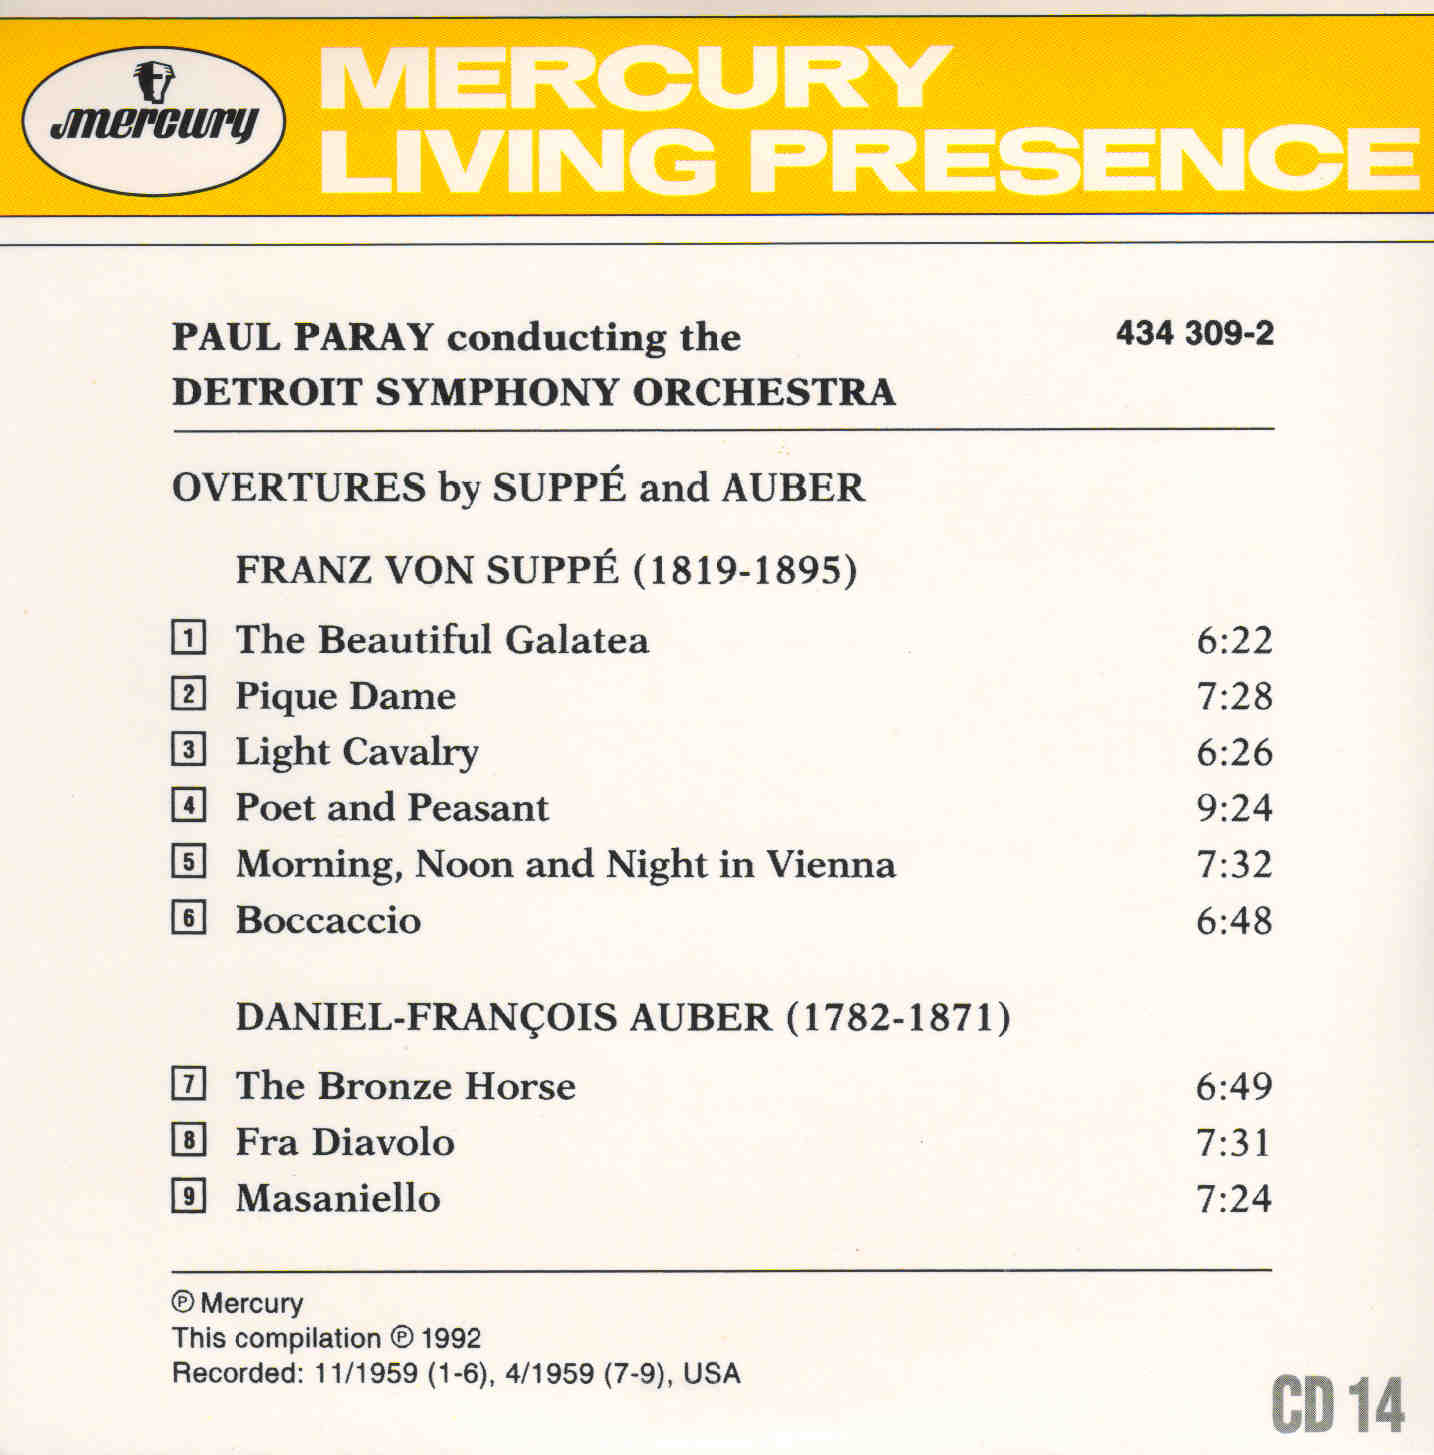 mercury
MERCURY
LIVING PRESENCE
PAUL PARAY conducting the 434 309-2
DETROIT SYMPHONY ORCHESTRA
OVERTURES by SUPPÉ and AUBER
FRANZ VON SUPPÉ (1819-1895)
1 The Beautiful Galatea 6:22
2 Pique Dame 7:28
3 Light Cavalry 6:26
4 Poet and Peasant 9:24
5 Morning, Noon and Night in Vienna 7:32
6 Boccaccio 6:48
DANIEL-FRANÇOIS AUBER (1782-1871)
7 The Bronze Horse 6:49
8 Fra Diavolo 7:31
9 Masaniello 7:24
℗ Mercury
This compilation ℗ 1992
Recorded: 11/1959 (1-6), 4/1959 (7-9), USA
CD 14